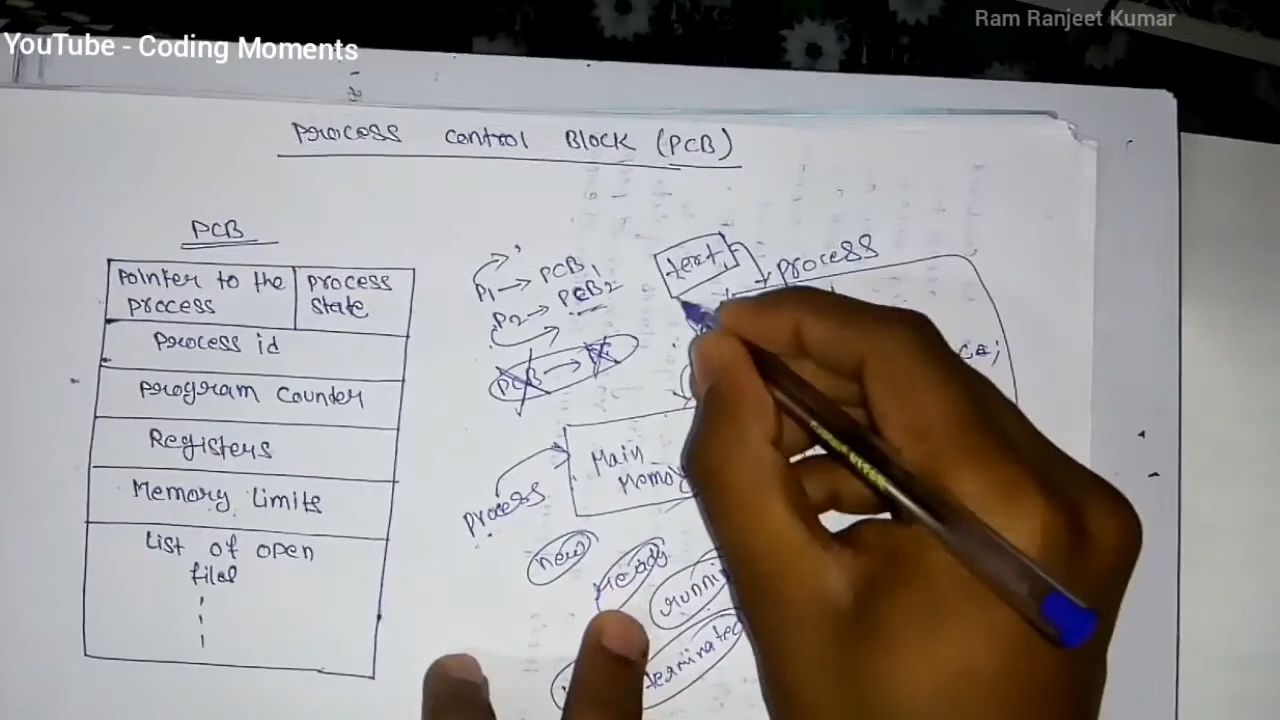 Ram Ranjeet Kumar
YouTube - Coding Moments
Process Control Block (PCB)
PCB
Pointer to the
process
process
state
Process id
Program Counter
Registers
Memory Limits
List of open
files
P1 → PCB1
P2 → PCB2
PCB →
text
process
Main
Memory
process
new
ready
terminated